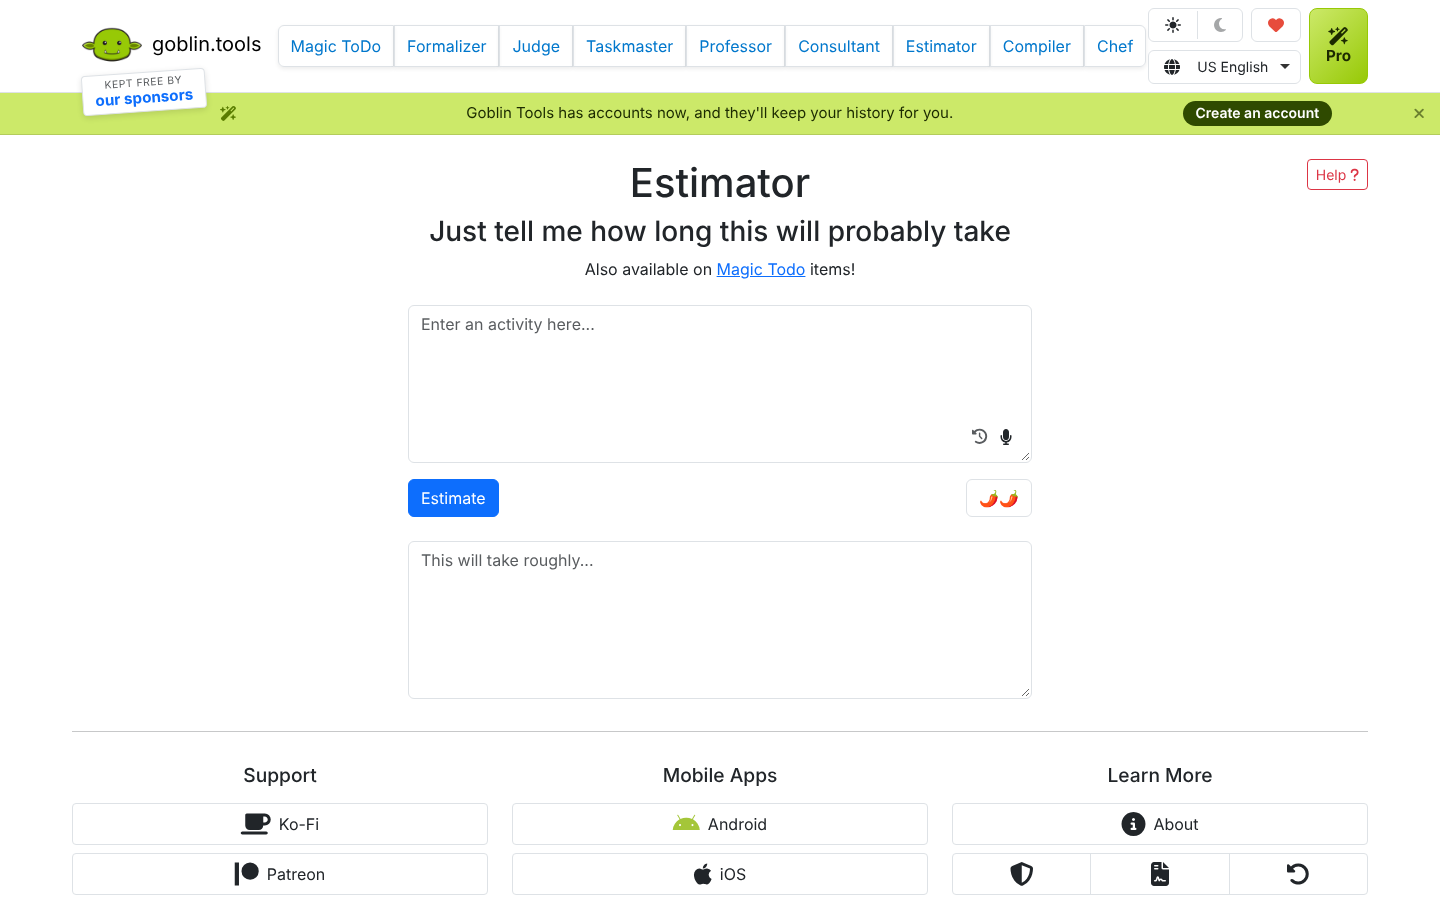 goblin.tools
KEPT FREE BY
our sponsors
Magic ToDo
Formalizer
Judge
Taskmaster
Professor
Consultant
Estimator
Compiler
Chef
US English
Pro
Goblin Tools has accounts now, and they'll keep your history for you.
Create an account
Estimator
Help
Just tell me how long this will probably take
Also available on Magic Todo items!
Enter an activity here...
Estimate
This will take roughly...
Support
Ko-Fi
Patreon
Mobile Apps
Android
iOS
Learn More
About